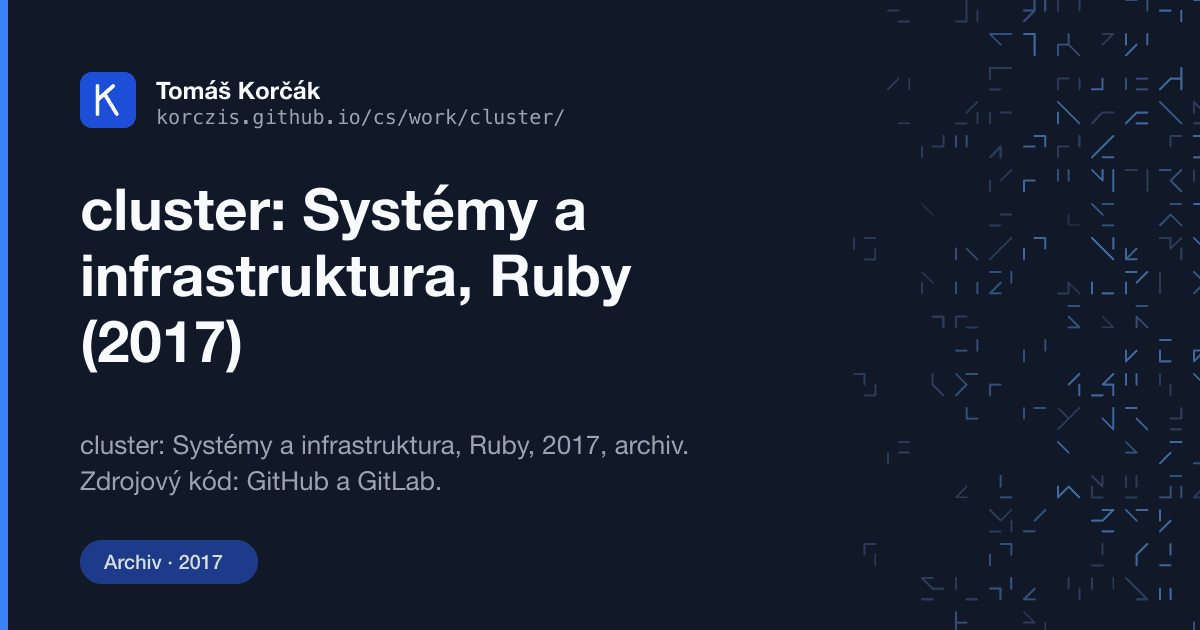 K
Tomáš Korčák
korczis.github.io/cs/work/cluster/
cluster: Systémy a
infrastruktura, Ruby
(2017)
cluster: Systémy a infrastruktura, Ruby, 2017, archiv.
Zdrojový kód: GitHub a GitLab.
Archiv · 2017